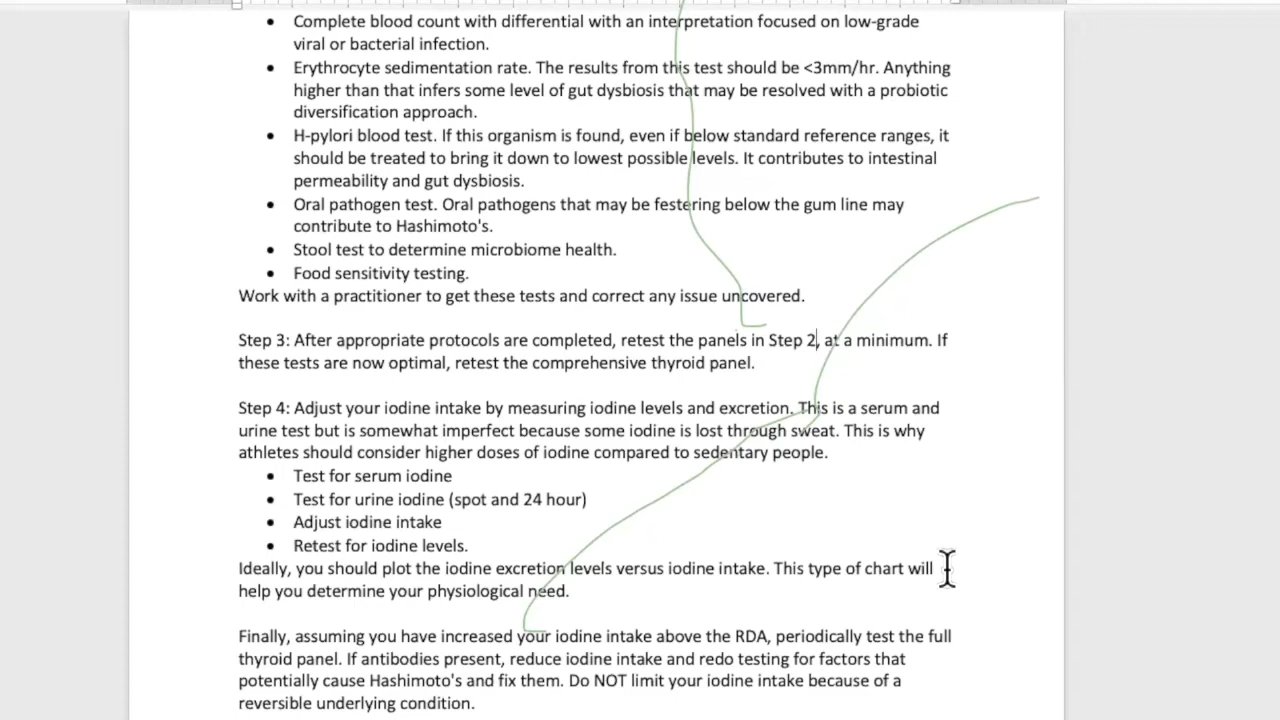 • Complete blood count with differential with an interpretation focused on low-grade
viral or bacterial infection.
• Erythrocyte sedimentation rate. The results from this test should be <3mm/hr. Anything
higher than that infers some level of gut dysbiosis that may be resolved with a probiotic
diversification approach.
• H-pylori blood test. If this organism is found, even if below standard reference ranges, it
should be treated to bring it down to lowest possible levels. It contributes to intestinal
permeability and gut dysbiosis.
• Oral pathogen test. Oral pathogens that may be festering below the gum line may
contribute to Hashimoto's.
• Stool test to determine microbiome health.
• Food sensitivity testing.
Work with a practitioner to get these tests and correct any issue uncovered.
Step 3: After appropriate protocols are completed, retest the panels in Step 2, at a minimum. If
these tests are now optimal, retest the comprehensive thyroid panel.
Step 4: Adjust your iodine intake by measuring iodine levels and excretion. This is a serum and
urine test but is somewhat imperfect because some iodine is lost through sweat. This is why
athletes should consider higher doses of iodine compared to sedentary people.
• Test for serum iodine
• Test for urine iodine (spot and 24 hour)
• Adjust iodine intake
• Retest for iodine levels.
Ideally, you should plot the iodine excretion levels versus iodine intake. This type of chart will
help you determine your physiological need.
Finally, assuming you have increased your iodine intake above the RDA, periodically test the full
thyroid panel. If antibodies present, reduce iodine intake and redo testing for factors that
potentially cause Hashimoto's and fix them. Do NOT limit your iodine intake because of a
reversible underlying condition.